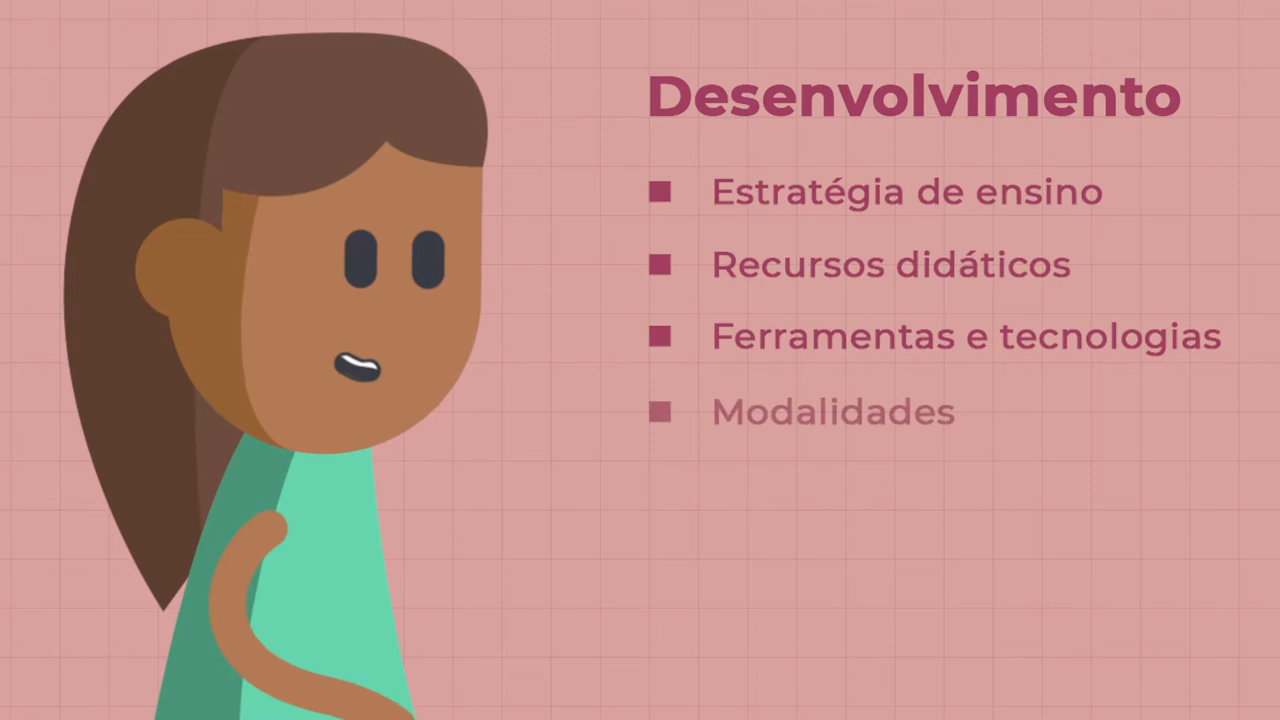 Desenvolvimento
Estratégia de ensino
Recursos didáticos
Ferramentas e tecnologias
Modalidades